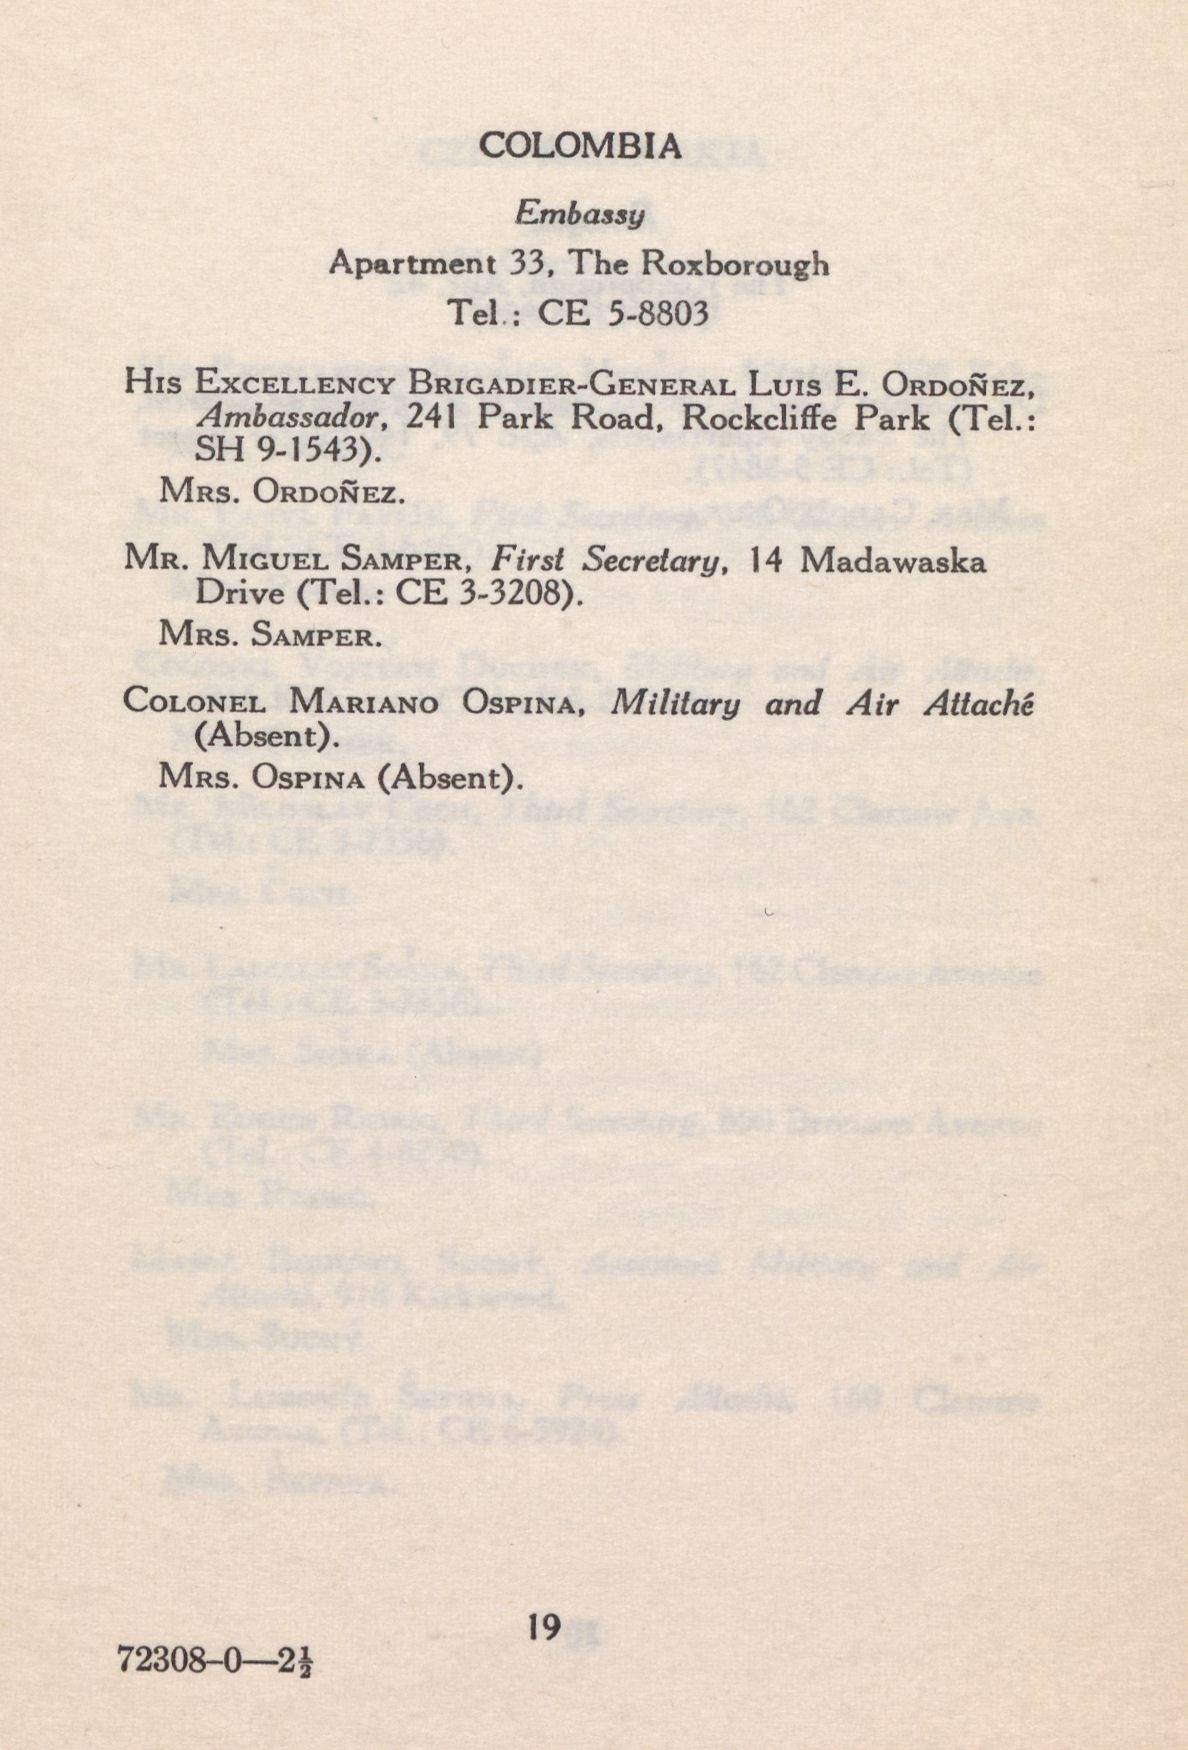 COLOMBIA
Embassy
Apartment 33, The Roxborough
Tel.: CE 5-8803
HIS EXCELLENCY BRIGADIER-GENERAL LUIS E. ORDOÑEZ,
Ambassador, 241 Park Road, Rockcliffe Park (Tel.:
SH 9-1543).
MRS. ORDOÑEZ.
MR. MIGUEL SAMPER, First Secretary, 14 Madawaska
Drive (Tel.: CE 3-3208).
MRS. SAMPER.
COLONEL MARIANO OSPINA, Military and Air Attaché
(Absent).
MRS. OSPINA (Absent).
19
72308-0—2½